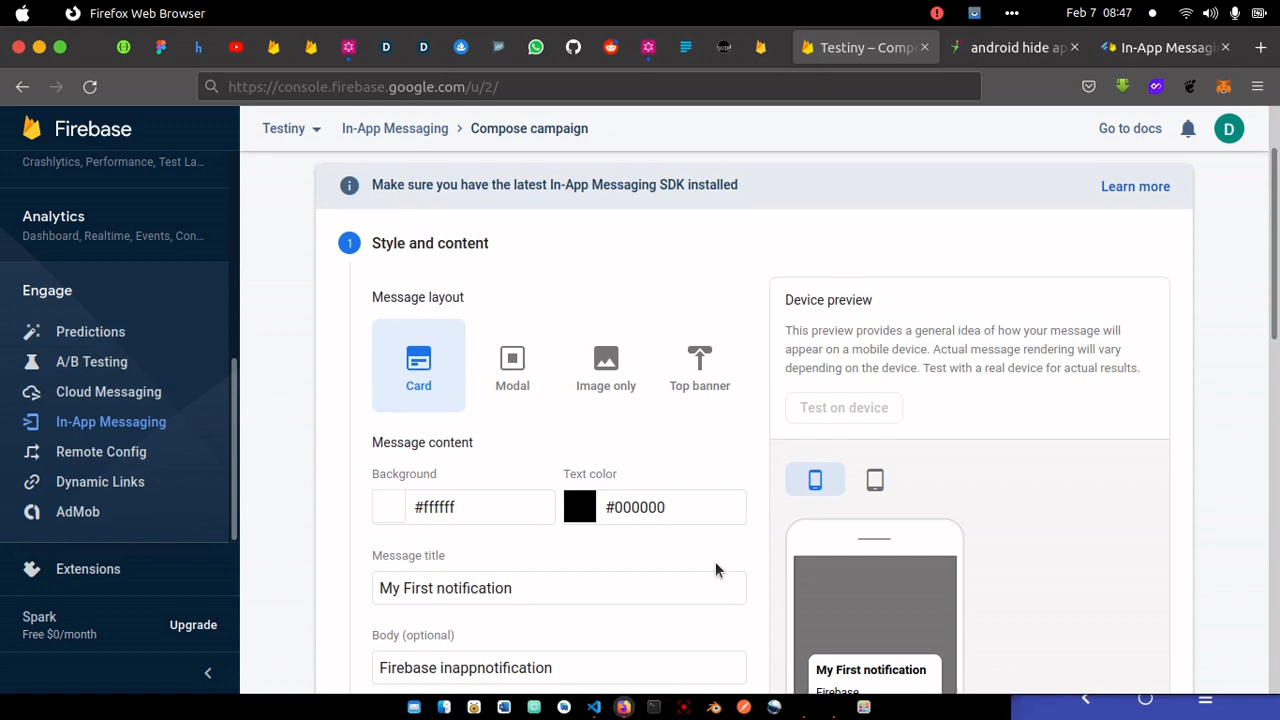 Firefox Web Browser
Feb 7 08:47
Testiny – Comp
android hide ap
In-App Messagi
https://console.firebase.google.com/u/2/
Firebase
Crashlytics, Performance, Test La...
Analytics
Dashboard, Realtime, Events, Con...
Engage
Predictions
A/B Testing
Cloud Messaging
In-App Messaging
Remote Config
Dynamic Links
AdMob
Extensions
Spark
Free $0/month
Upgrade
Testiny
In-App Messaging > Compose campaign
Go to docs
D
Make sure you have the latest In-App Messaging SDK installed
Learn more
1 Style and content
Message layout
Card
Modal
Image only
Top banner
Message content
Background
Text color
#ffffff
#000000
Message title
My First notification
Body (optional)
Firebase inappnotification
Device preview
This preview provides a general idea of how your message will
appear on a mobile device. Actual message rendering will vary
depending on the device. Test with a real device for actual results.
Test on device
My First notification
Firebase